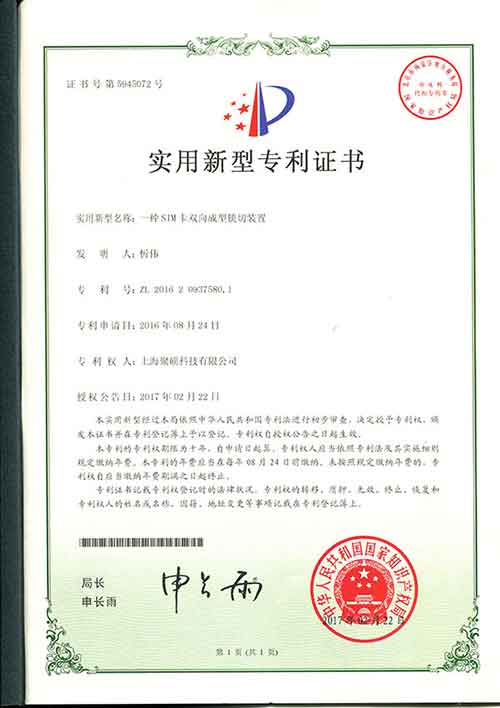 证书号第5945072号
实用新型专利证书
实用新型名称：一种SIM卡双向成型铣切装置
发 明 人：忻伟
专 利 号：ZL 2016 2 0937580.1
专利申请日：2016年08月24日
专 利 权 人：上海聚硕科技有限公司
授权公告日：2017年02月22日
本实用新型经过本局依照中华人民共和国专利法进行初步审查，决定授予专利权，颁
发本证书并在专利登记簿上予以登记。专利权自授权公告之日起生效。
本专利的专利权期限为十年，自申请日起算。专利权人应当依照专利法及其实施细则
规定缴纳年费。本专利的年费应当在每年08月24日前缴纳。未按照规定缴纳年费的，专利
权自应当缴纳年费期满之日起终止。
专利证书记载专利权登记时的法律状况。专利权的转移、质押、无效、终止、恢复和
专利权人的姓名或名称、国籍、地址变更等事项记载在专利登记簿上。
局长
申长雨
申长雨
中华人民共和国国家知识产权局
2017年02月22日
第1页(共1页)